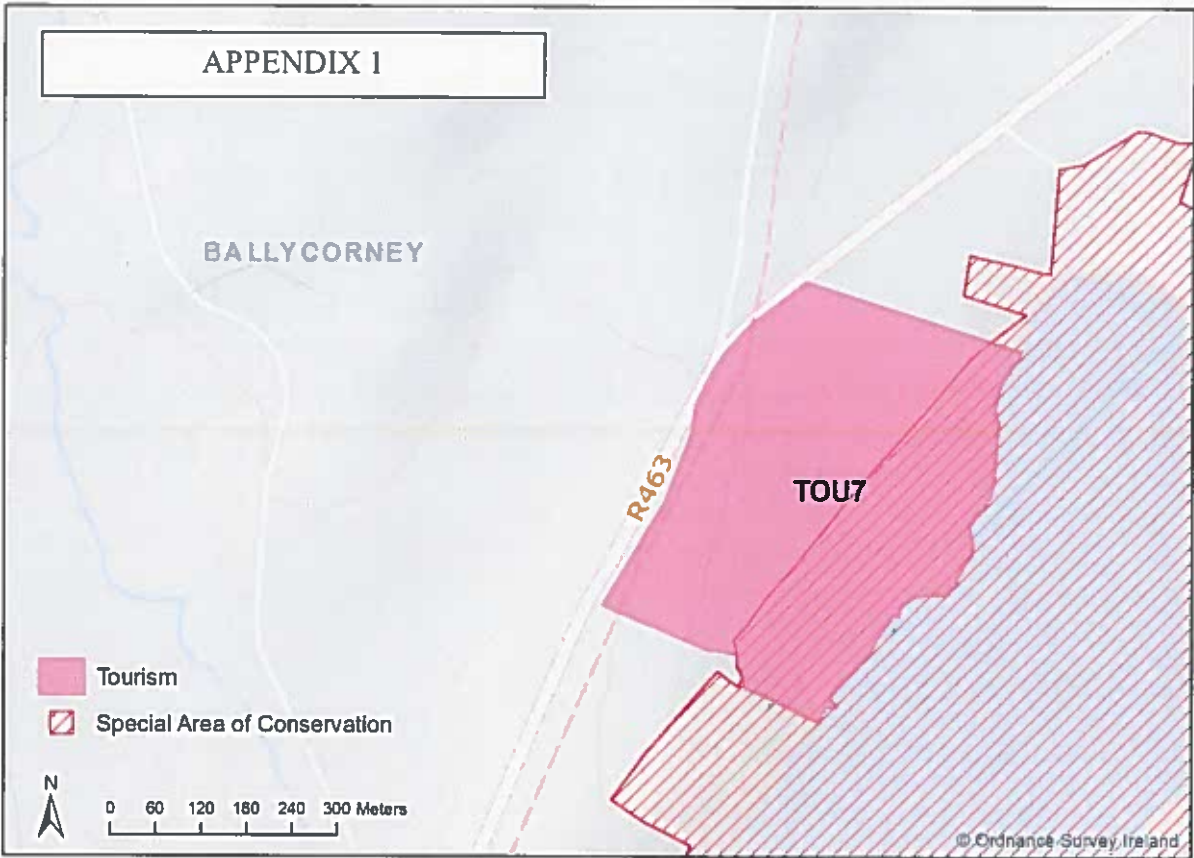 APPENDIX 1
BALLYCORNEY
R463
TOU7
Tourism
Special Area of Conservation
N
0 60 120 180 240 300 Meters
© Ordnance Survey Ireland